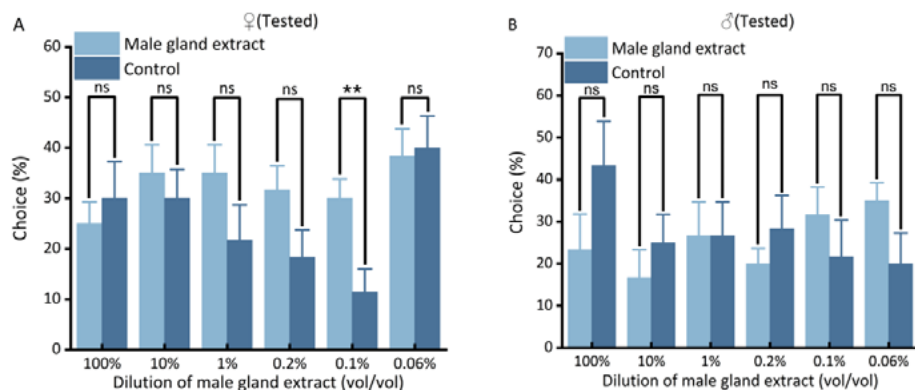 A
♀(Tested)
Male gland extract
Control
60
50
40
30
20
10
0
Choice (%)
ns
ns
ns
ns
**
ns
100%
10%
1%
0.2%
0.1%
0.06%
Dilution of male gland extract (vol/vol)
B
♂(Tested)
Male gland extract
Control
70
60
50
40
30
20
10
0
Choice (%)
ns
ns
ns
ns
ns
ns
100%
10%
1%
0.2%
0.1%
0.06%
Dilution of male gland extract (vol/vol)